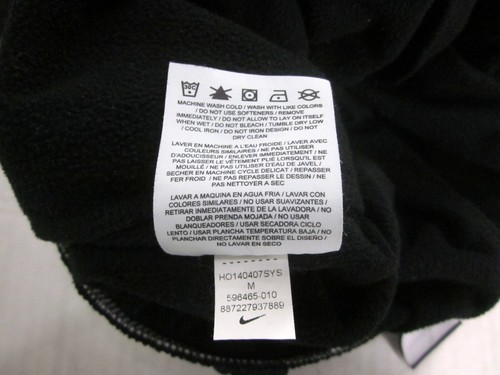 30C
MACHINE WASH COLD / WASH WITH LIKE COLORS
/ DO NOT USE SOFTENERS / REMOVE
IMMEDIATELY / DO NOT ALLOW TO LAY ON ITSELF
WHEN WET / DO NOT BLEACH / TUMBLE DRY LOW
/ COOL IRON / DO NOT IRON DESIGN / DO NOT
DRY CLEAN
LAVER EN MACHINE A L'EAU FROIDE / LAVER AVEC
COULEURS SIMILAIRES / NE PAS UTILISER
D'ADOUCISSEUR / ENLEVER IMMEDIATEMENT / NE
PAS LAISSER LE VÊTEMENT PLIÉ LORSQU'IL EST
MOUILLÉ / NE PAS UTILISER D'EAU DE JAVEL /
SECHER EN MACHINE CYCLE DELICAT / REPASSER
FER FROID / NE PAS REPASSER LE DESSIN / NE
PAS NETTOYER A SEC
LAVAR A MAQUINA EN AGUA FRIA / LAVAR CON
COLORES SIMILARES / NO USAR SUAVIZANTES /
RETIRAR INMEDIATAMENTE DE LA LAVADORA / NO
DOBLAR PRENDA MOJADA / NO USAR
BLANQUEADORES / USAR SECADORA CICLO
LENTO / USAR PLANCHA TEMPERATURA BAJA / NO
PLANCHAR DIRECTAMENTE SOBRE EL DISEÑO /
NO LAVAR EN SECO
HO140407SYS
M
596465-010
887227937889